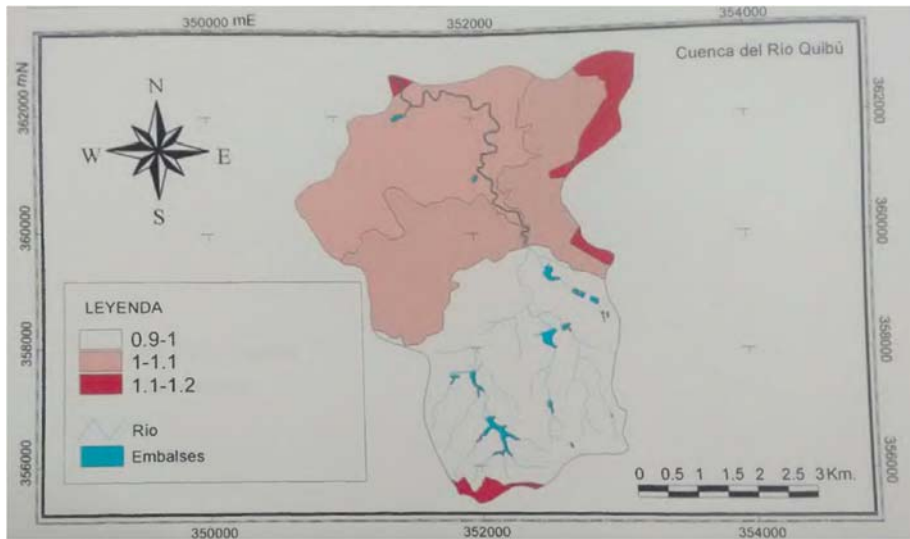 350000 mE
352000
354000
Cuenca del Rio Quibú
N
W E
S
362000 mN
360000
358000
356000
362000
360000
358000
356000
LEYENDA
0.9-1
1-1.1
1.1-1.2
Rio
Embalses
0 0.5 1 1.5 2 2.5 3 Km.
350000
352000
354000